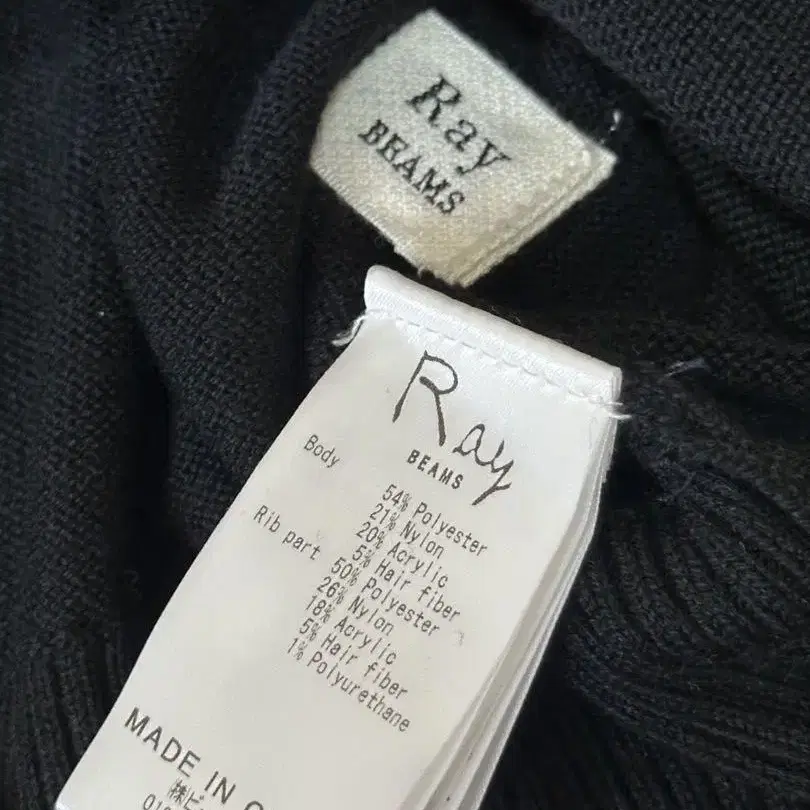 Ray
BEAMS
Ray
BEAMS
Body
54% Polyester
21% Nylon
20% Acrylic
5% Hair fiber
Rib part
50% Polyester
26% Nylon
18% Acrylic
5% Hair fiber
1% Polyurethane
MADE IN